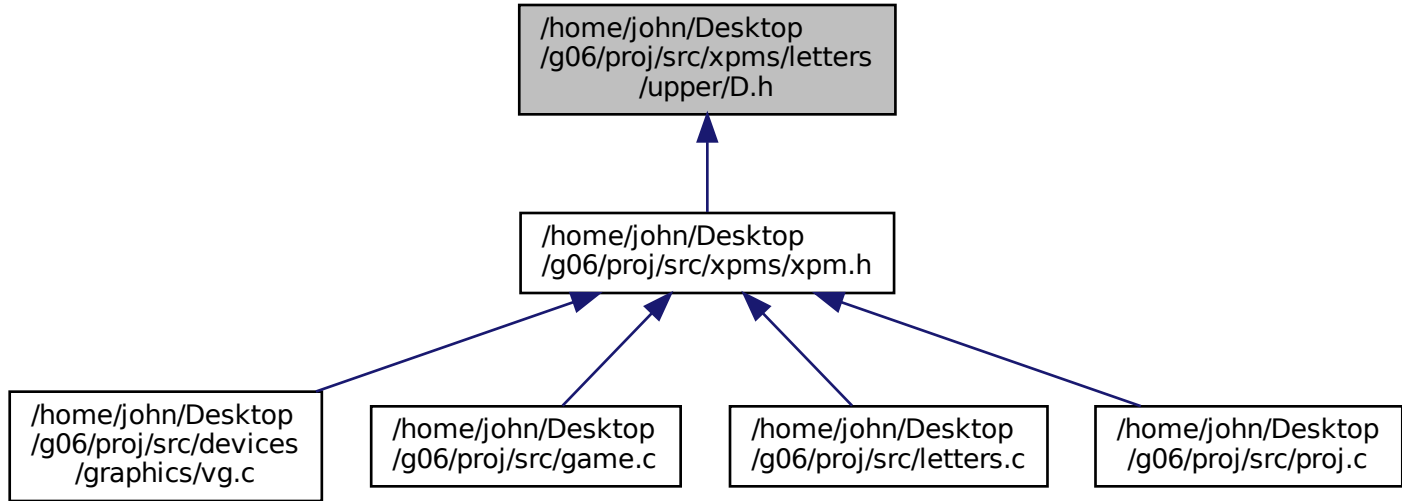 /home/john/Desktop
/g06/proj/src/xpms/letters
/upper/D.h
/home/john/Desktop
/g06/proj/src/xpms/xpm.h
/home/john/Desktop
/g06/proj/src/devices
/graphics/vg.c
/home/john/Desktop
/g06/proj/src/game.c
/home/john/Desktop
/g06/proj/src/letters.c
/home/john/Desktop
/g06/proj/src/proj.c